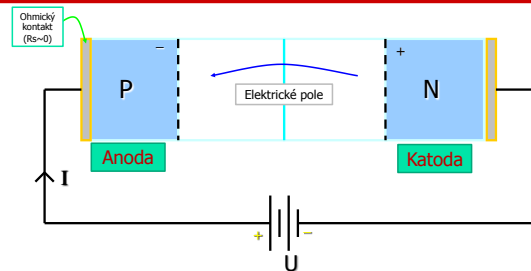 Ohmický
kontakt
(Rs~0)
− +
P N
Elektrické pole
Anoda Katoda
I
+ −
U